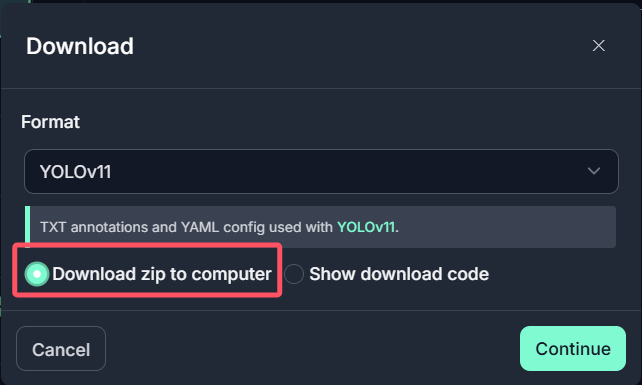 Download
Format
YOLOv11
TXT annotations and YAML config used with YOLOv11.
Download zip to computer Show download code
Cancel Continue